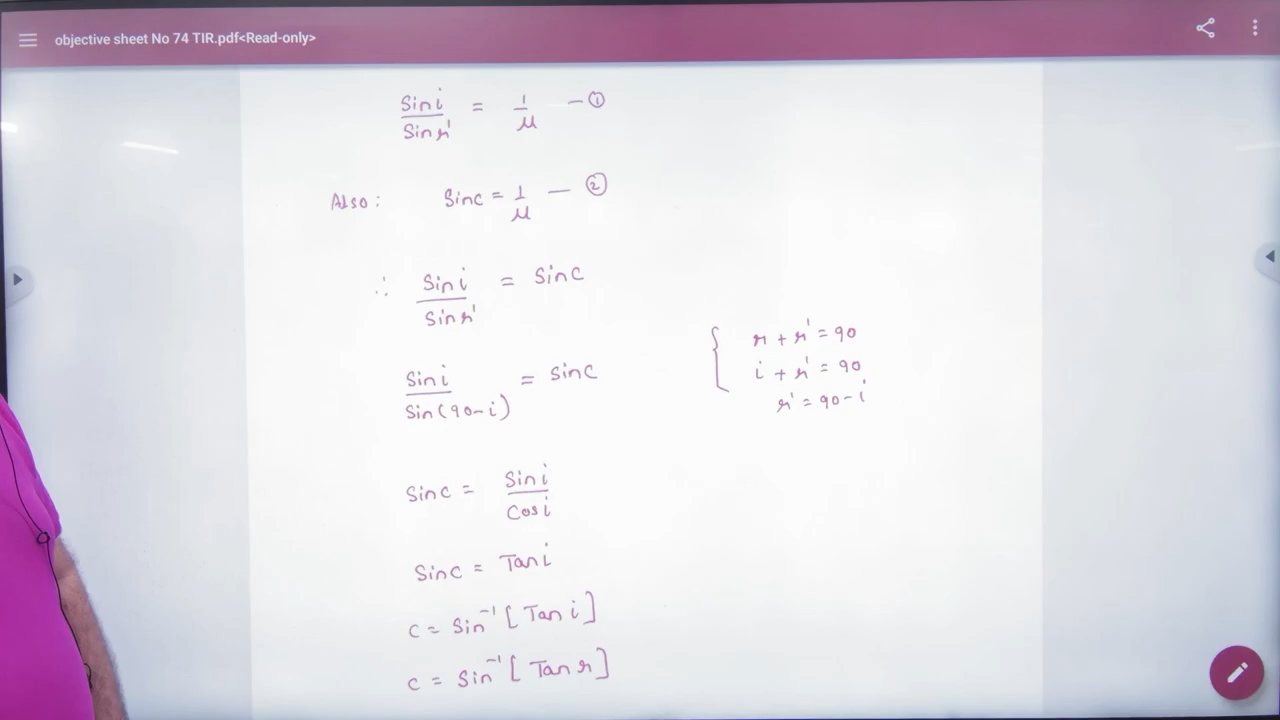 objective sheet No 74 TIR.pdf<Read-only>
Sin i / Sin r' = 1/μ — ①
Also : Sin c = 1/μ — ②
∴ Sin i / Sin r' = Sin c
Sin i / Sin (90 - i) = Sin c
{ r + r' = 90
i + r' = 90
r' = 90 - i
Sin c = Sin i / Cos i
Sin c = Tan i
c = Sin⁻¹ [ Tan i ]
c = Sin⁻¹ [ Tan r ]